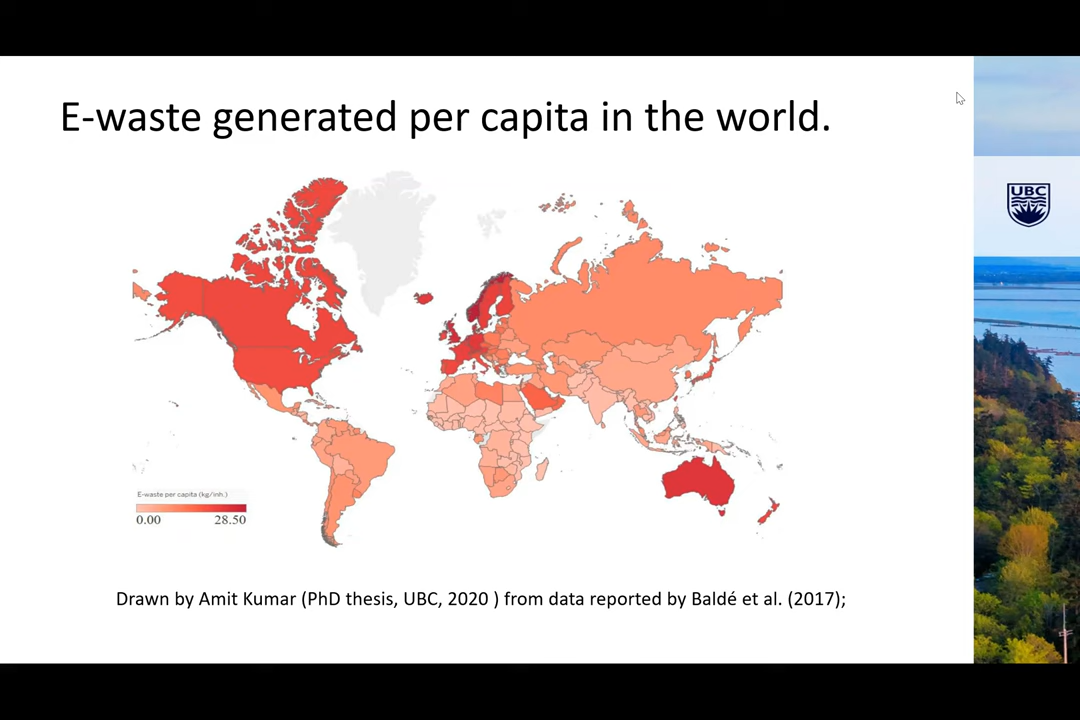 E-waste generated per capita in the world.
UBC
E-waste per capita (kg/inh.)
0.00 28.50
Drawn by Amit Kumar (PhD thesis, UBC, 2020 ) from data reported by Baldé et al. (2017);